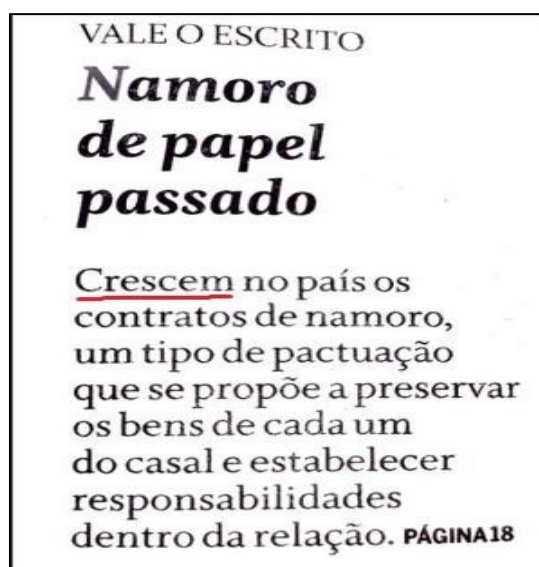 VALE O ESCRITO
Namoro
de papel
passado
Crescem no país os
contratos de namoro,
um tipo de pactuação
que se propõe a preservar
os bens de cada um
do casal e estabelecer
responsabilidades
dentro da relação. PÁGINA18